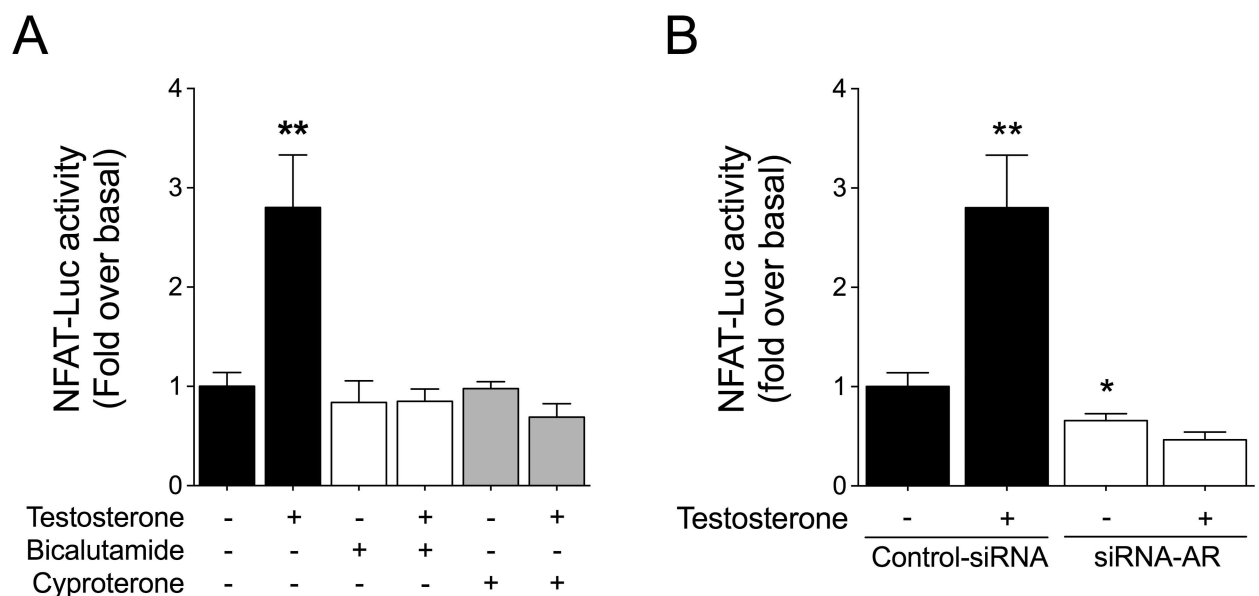 A
NFAT-Luc activity
(Fold over basal)
4
3
2
1
0
**
Testosterone - + - + - +
Bicalutamide - - + + - -
Cyproterone - - - - + +
B
NFAT-Luc activity
(fold over basal)
4
3
2
1
0
**
*
Testosterone - + - +
Control-siRNA siRNA-AR